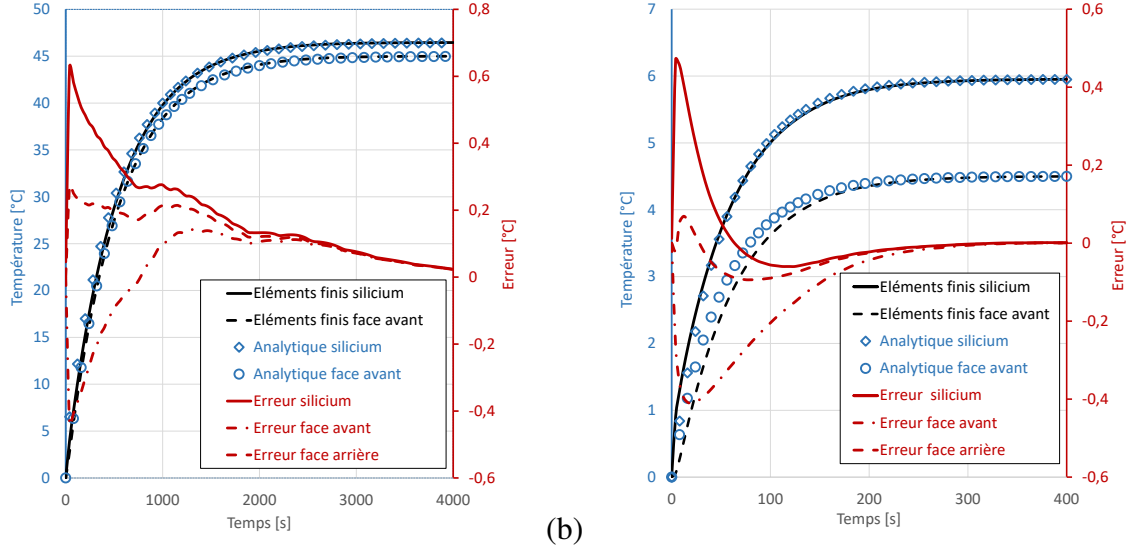 50
45
40
35
30
25
20
15
10
5
0
Température [°C]
0,8
0,6
0,4
0,2
0
-0,2
-0,4
-0,6
Erreur [°C]
0
1000
2000
3000
4000
Temps [s]
Eléments finis silicium
Eléments finis face avant
Analytique silicium
Analytique face avant
Erreur silicium
Erreur face avant
Erreur face arrière
(b)
7
6
5
4
3
2
1
0
Température [°C]
0,6
0,4
0,2
0
-0,2
-0,4
-0,6
Erreur [°C]
0
100
200
300
400
Temps [s]
Eléments finis silicium
Eléments finis face avant
Analytique silicium
Analytique face avant
Erreur silicium
Erreur face avant
Erreur face arrière